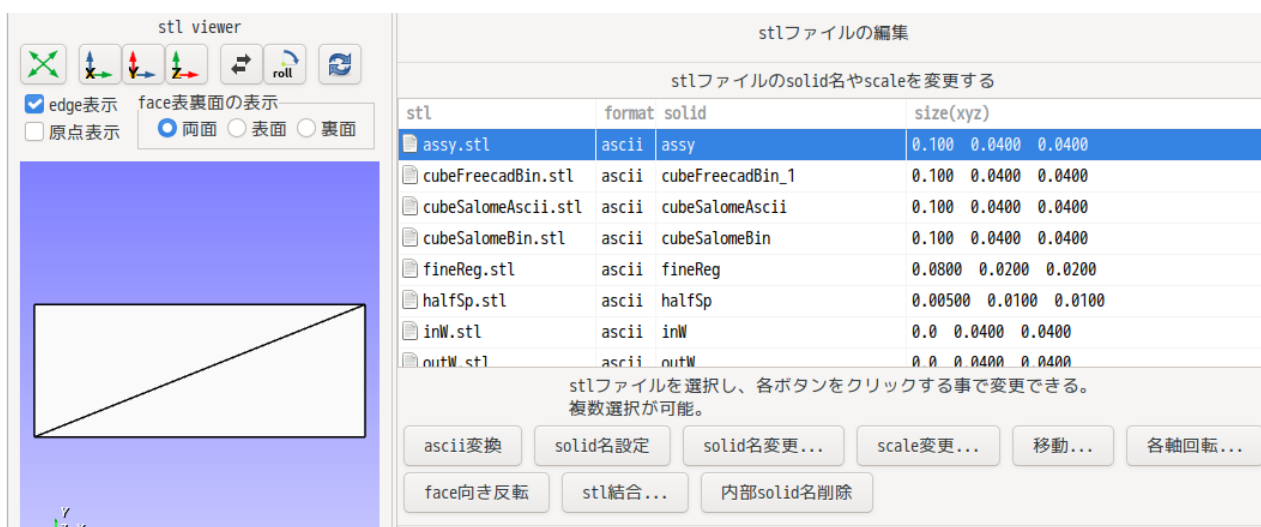 stl viewer
X Y Z roll
edge表示
原点表示
face表裏面の表示
両面 表面 裏面
Y
stlファイルの編集
stlファイルのsolid名やscaleを変更する
stl format solid size(xyz)
assy.stl ascii assy 0.100 0.0400 0.0400
cubeFreecadBin.stl ascii cubeFreecadBin_1 0.100 0.0400 0.0400
cubeSalomeAscii.stl ascii cubeSalomeAscii 0.100 0.0400 0.0400
cubeSalomeBin.stl ascii cubeSalomeBin 0.100 0.0400 0.0400
fineReg.stl ascii fineReg 0.0800 0.0200 0.0200
halfSp.stl ascii halfSp 0.00500 0.0100 0.0100
inW.stl ascii inW 0.0 0.0400 0.0400
outW.stl ascii outW 0.0 0.0400 0.0400
stlファイルを選択し、各ボタンをクリックする事で変更できる。
複数選択が可能。
ascii変換 solid名設定 solid名変更... scale変更... 移動... 各軸回転...
face向き反転 stl結合... 内部solid名削除